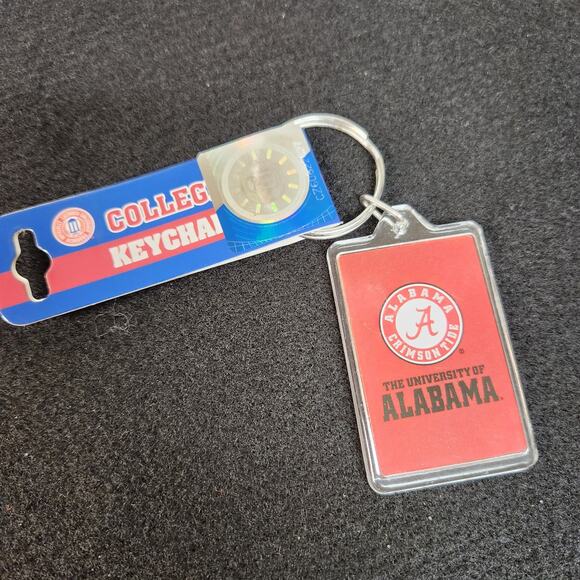 COLLEG
KEYCHAI
ALABAMA
A
CRIMSON TIDE
®
THE UNIVERSITY OF
ALABAMA